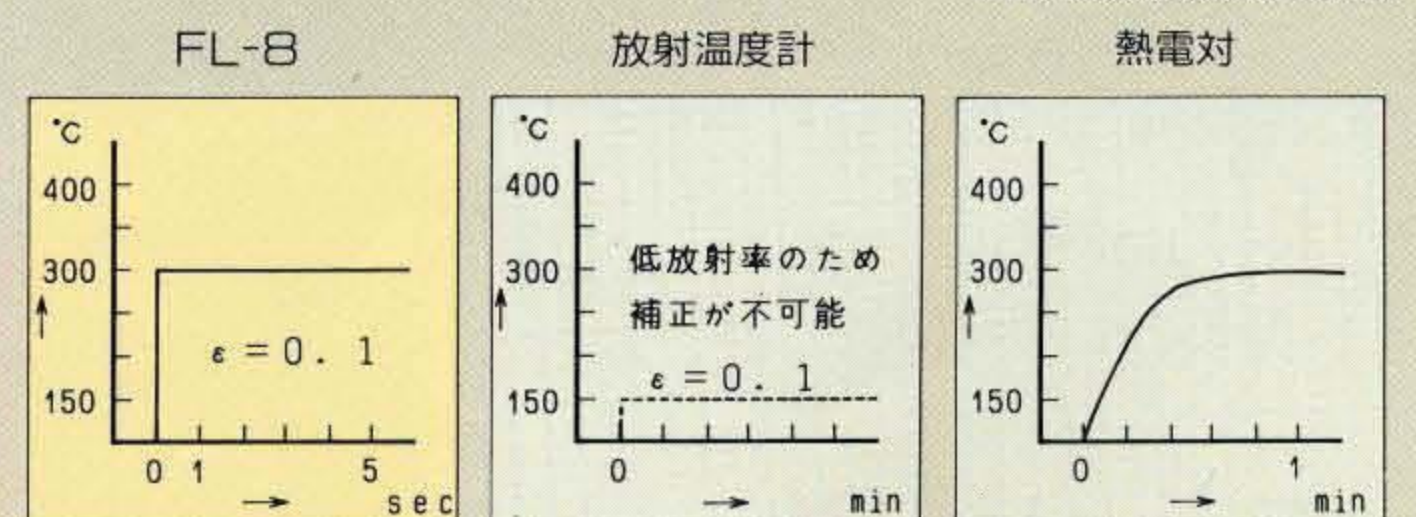 FL-8
放射温度計
熱電対
°C
400
300
150
ε = 0. 1
0 1 5
→
sec
°C
400
300
150
低放射率のため
補正が不可能
ε = 0. 1
0
→
min
°C
400
300
150
0 1
→
min